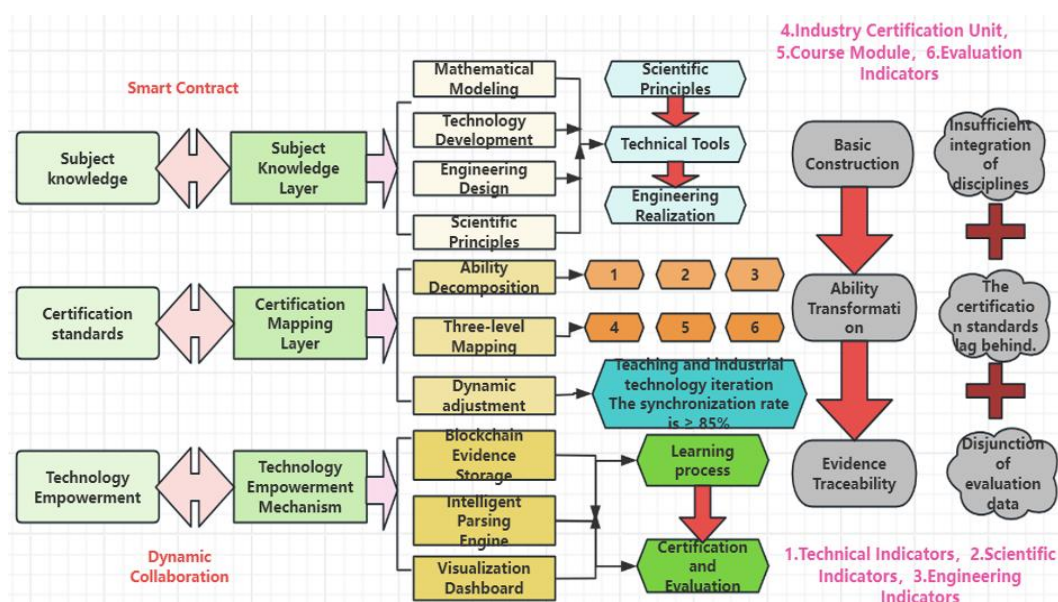 4.Industry Certification Unit,
5.Course Module, 6.Evaluation
Indicators
Smart Contract
Subject
knowledge
Subject
Knowledge
Layer
Mathematical
Modeling
Technology
Development
Engineering
Design
Scientific
Principles
Scientific
Principles
Technical Tools
Engineering
Realization
Basic
Construction
Insufficient
integration
of
disciplines
Certification
standards
Certification
Mapping
Layer
Ability
Decomposition
1
2
3
Three-level
Mapping
4
5
6
Dynamic
adjustment
Teaching and industrial
technology iteration
The synchronization rate
is ≥ 85%
Ability
Transformati
on
The
certificatio
n standards
lag behind.
Technology
Empowerment
Technology
Empowerment
Mechanism
Blockchain
Evidence
Storage
Intelligent
Parsing
Engine
Visualization
Dashboard
Learning
process
Certification
and
Evaluation
Evidence
Traceability
Disjunction
of
evaluation
data
Dynamic
Collaboration
1.Technical Indicators, 2.Scientific
Indicators, 3.Engineering
Indicators